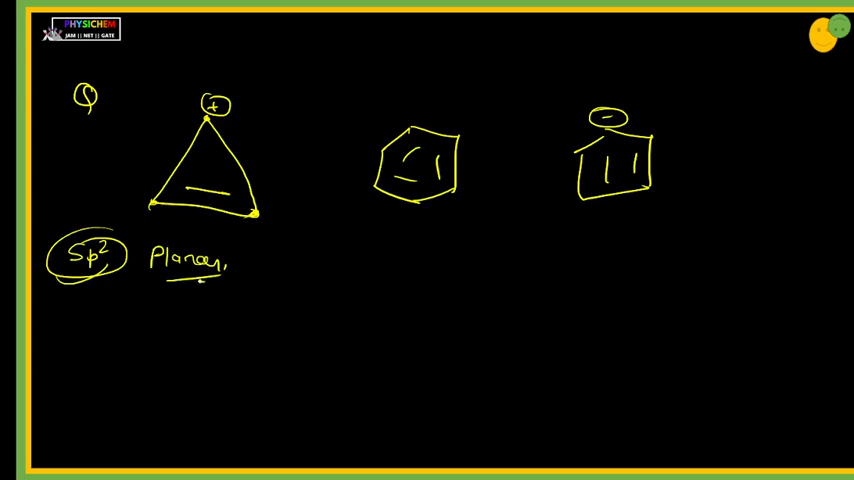 PHYSICHEM
JAM || NET || GATE
Q
+
-
Sp²
Planar